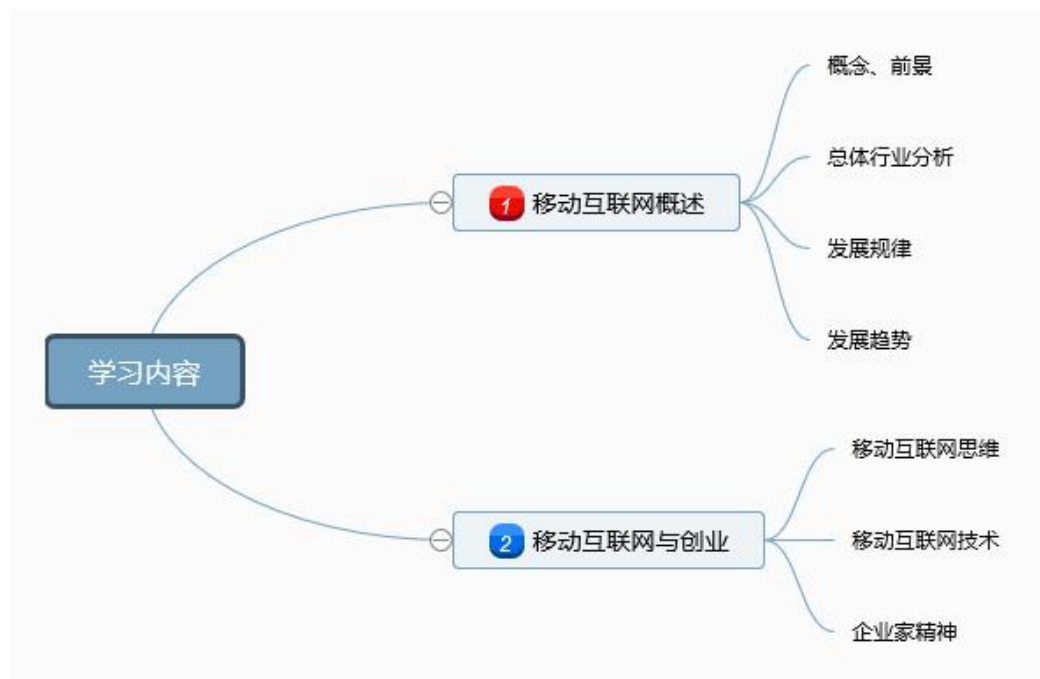 学习内容
1 移动互联网概述
概念、前景
总体行业分析
发展规律
发展趋势
2 移动互联网与创业
移动互联网思维
移动互联网技术
企业家精神